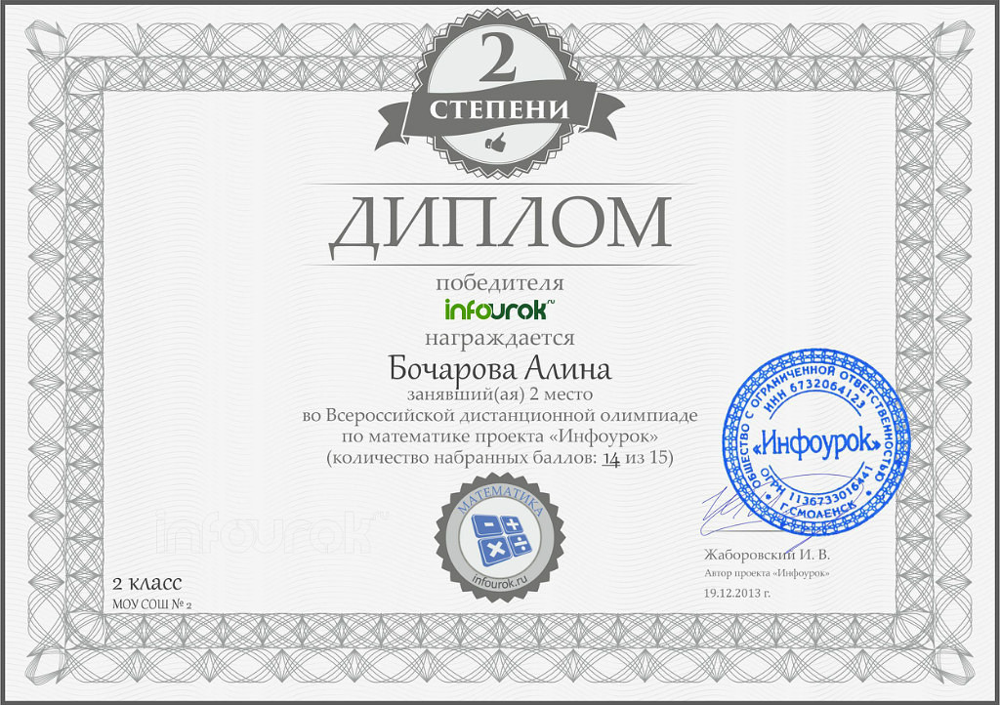 2
СТЕПЕНИ
ДИПЛОМ
победителя
infourok.ru
награждается
Бочарова Алина
занявший(ая) 2 место
во Всероссийской дистанционной олимпиаде
по математике проекта «Инфоурок»
(количество набранных баллов: 14 из 15)
МАТЕМАТИКА
infourok.ru
infourok
2 класс
МОУ СОШ № 2
ОБЩЕСТВО С ОГРАНИЧЕННОЙ ОТВЕТСТВЕННОСТЬЮ
ИНН 6732064123
«Инфоурок»
ОГРН 1136733016441
Г.СМОЛЕНСК
Жаборовский И. В.
Автор проекта «Инфоурок»
19.12.2013 г.